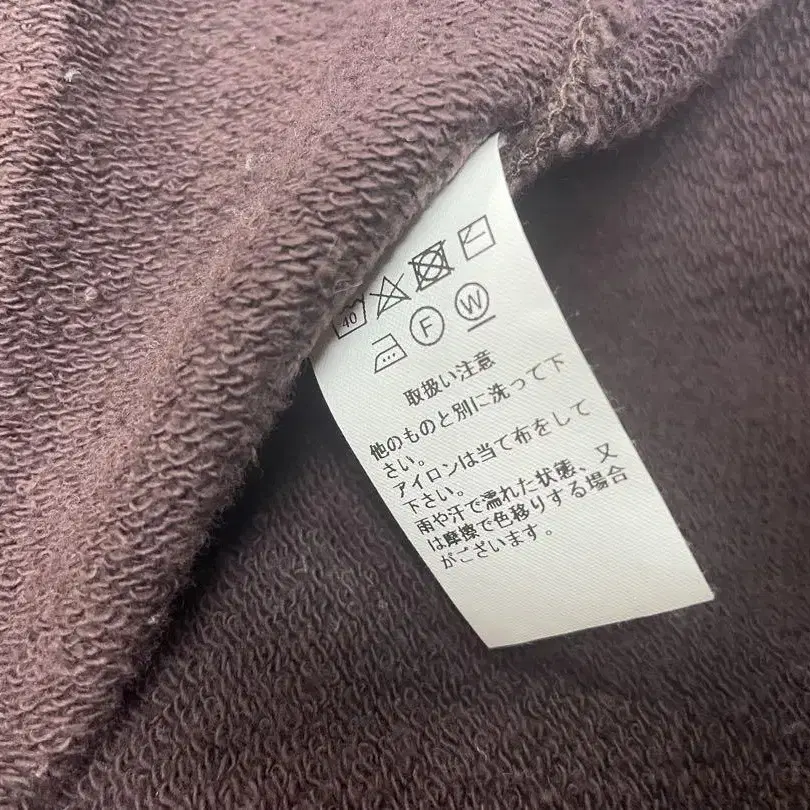 40
F W
取扱い注意
他のものと別に洗って下
さい。
アイロンは当て布をして
下さい。
雨や汗で濡れた状態、又
は摩擦で色移りする場合
がございます。